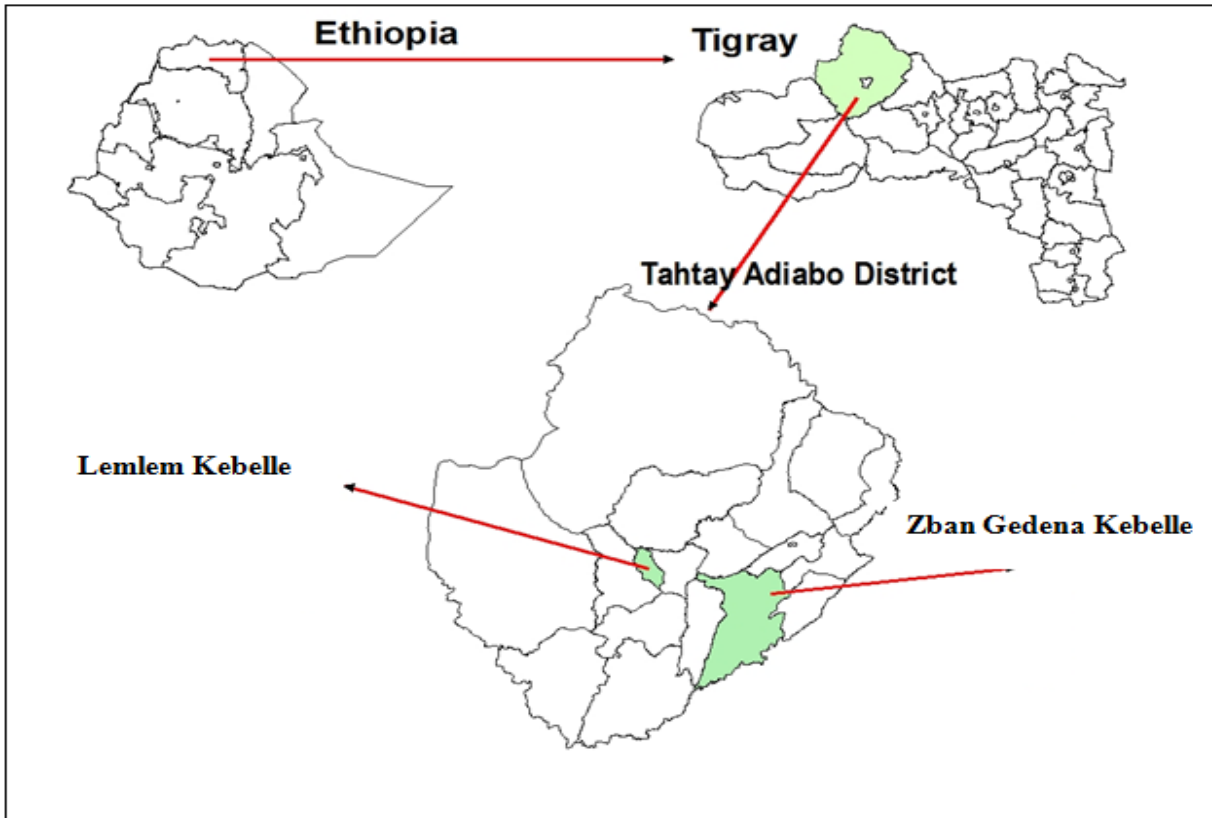 Ethiopia
Tigray
Tahtay Adiabo District
Lemlem Kebelle
Zban Gedena Kebelle